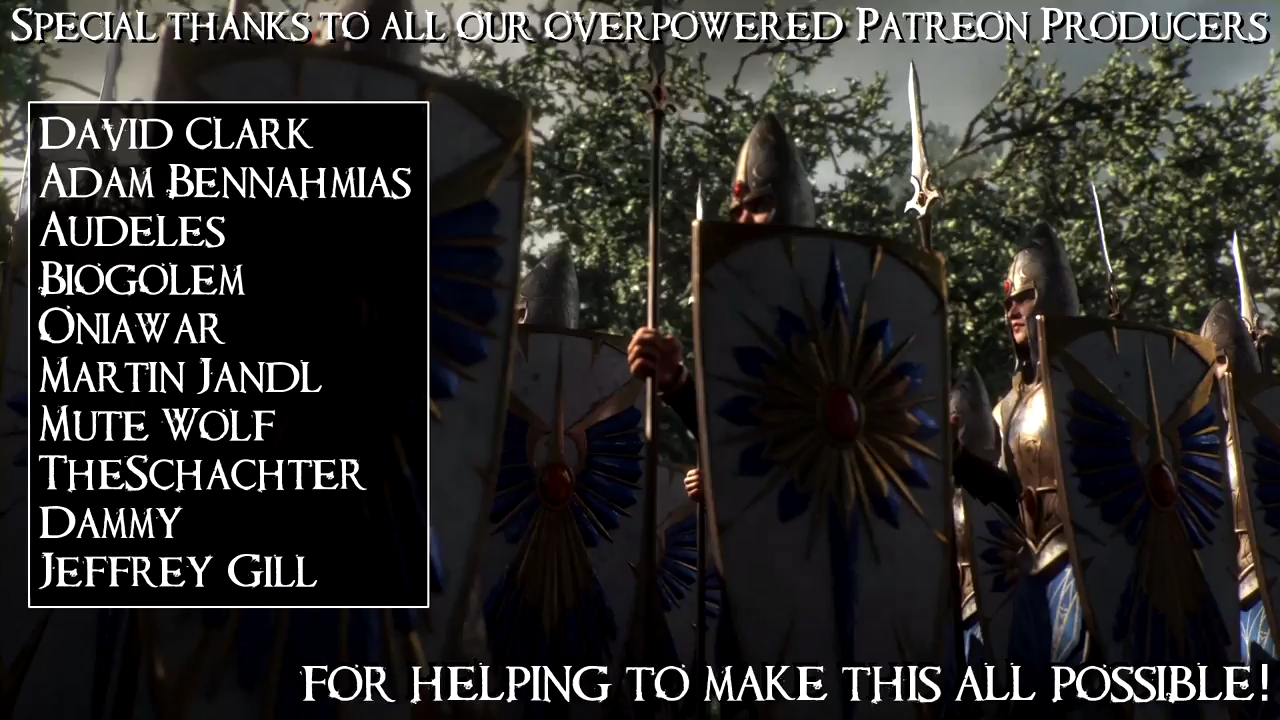 Special thanks to all our overpowered Patreon Producers
David Clark
Adam Bennahmias
Audeles
Biogolem
Oniawar
Martin Jandl
Mute Wolf
TheSchachter
Dammy
Jeffrey Gill
For helping to make this all possible!